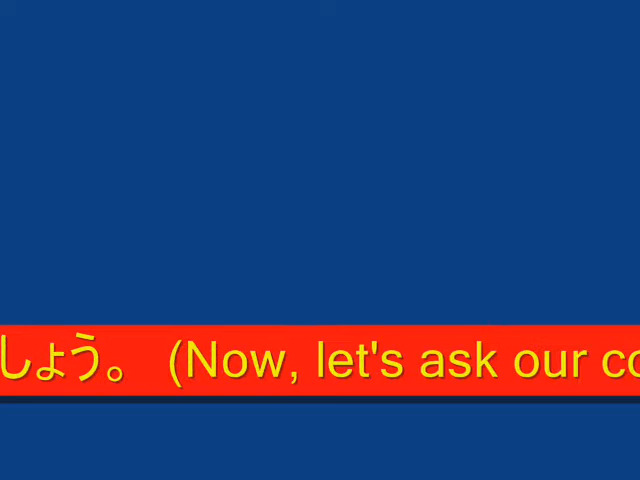 しょう。 (Now, let's ask our co